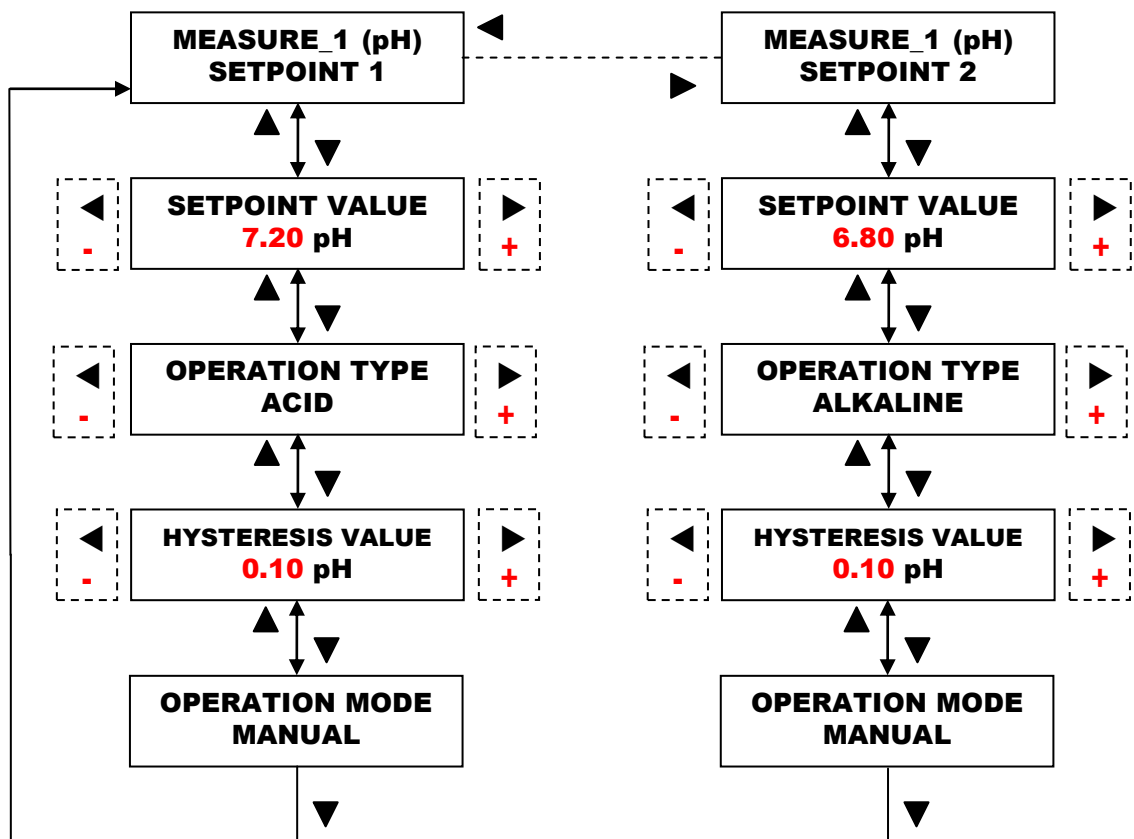 MEASURE_1 (pH)
SETPOINT 1
MEASURE_1 (pH)
SETPOINT 2
- SETPOINT VALUE +
7.20 pH
- SETPOINT VALUE +
6.80 pH
- OPERATION TYPE +
ACID
- OPERATION TYPE +
ALKALINE
- HYSTERESIS VALUE +
0.10 pH
- HYSTERESIS VALUE +
0.10 pH
OPERATION MODE
MANUAL
OPERATION MODE
MANUAL